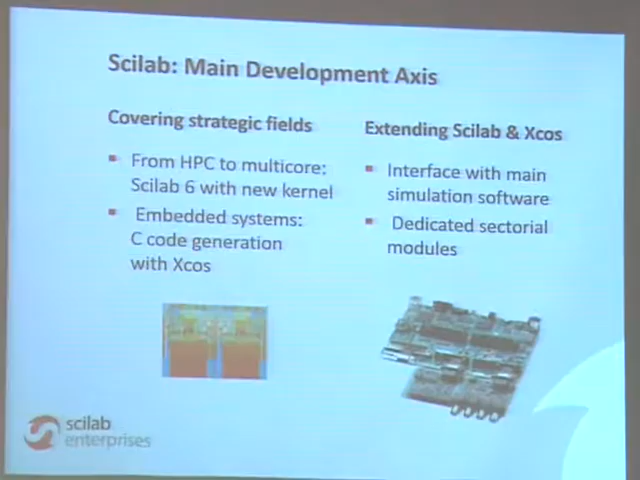 Scilab: Main Development Axis
Covering strategic fields
▪ From HPC to multicore:
Scilab 6 with new kernel
▪ Embedded systems:
C code generation
with Xcos
Extending Scilab & Xcos
▪ Interface with main
simulation software
▪ Dedicated sectorial
modules
scilab
enterprises